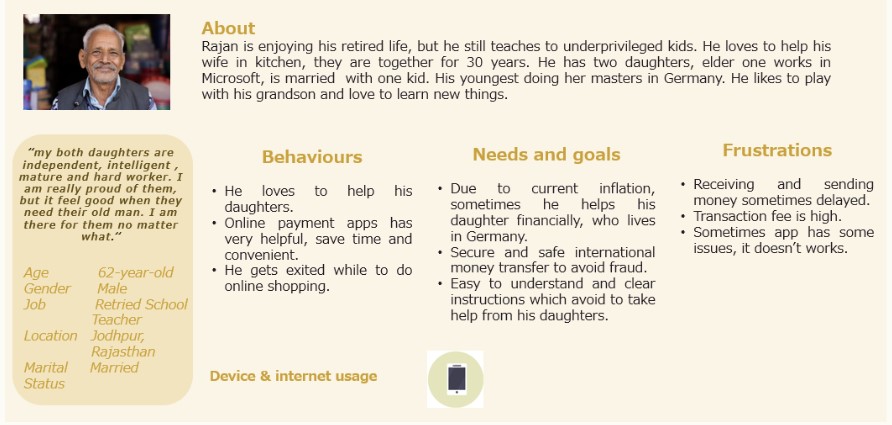 About
Rajan is enjoying his retired life, but he still teaches to underprivileged kids. He loves to help his
wife in kitchen, they are together for 30 years. He has two daughters, elder one works in
Microsoft, is married with one kid. His youngest doing her masters in Germany. He likes to play
with his grandson and love to learn new things.
“my both daughters are
independent, intelligent ,
mature and hard worker. I
am really proud of them,
but it feel good when they
need their old man. I am
there for them no matter
what.”
Age 62-year-old
Gender Male
Job Retried School
Teacher
Location Jodhpur,
Rajasthan
Marital Married
Status
Behaviours
• He loves to help his
daughters.
• Online payment apps has
very helpful, save time and
convenient.
• He gets exited while to do
online shopping.
Needs and goals
• Due to current inflation,
sometimes he helps his
daughter financially, who lives
in Germany.
• Secure and safe international
money transfer to avoid fraud.
• Easy to understand and clear
instructions which avoid to take
help from his daughters.
Frustrations
• Receiving and sending
money sometimes delayed.
• Transaction fee is high.
• Sometimes app has some
issues, it doesn’t works.
Device & internet usage